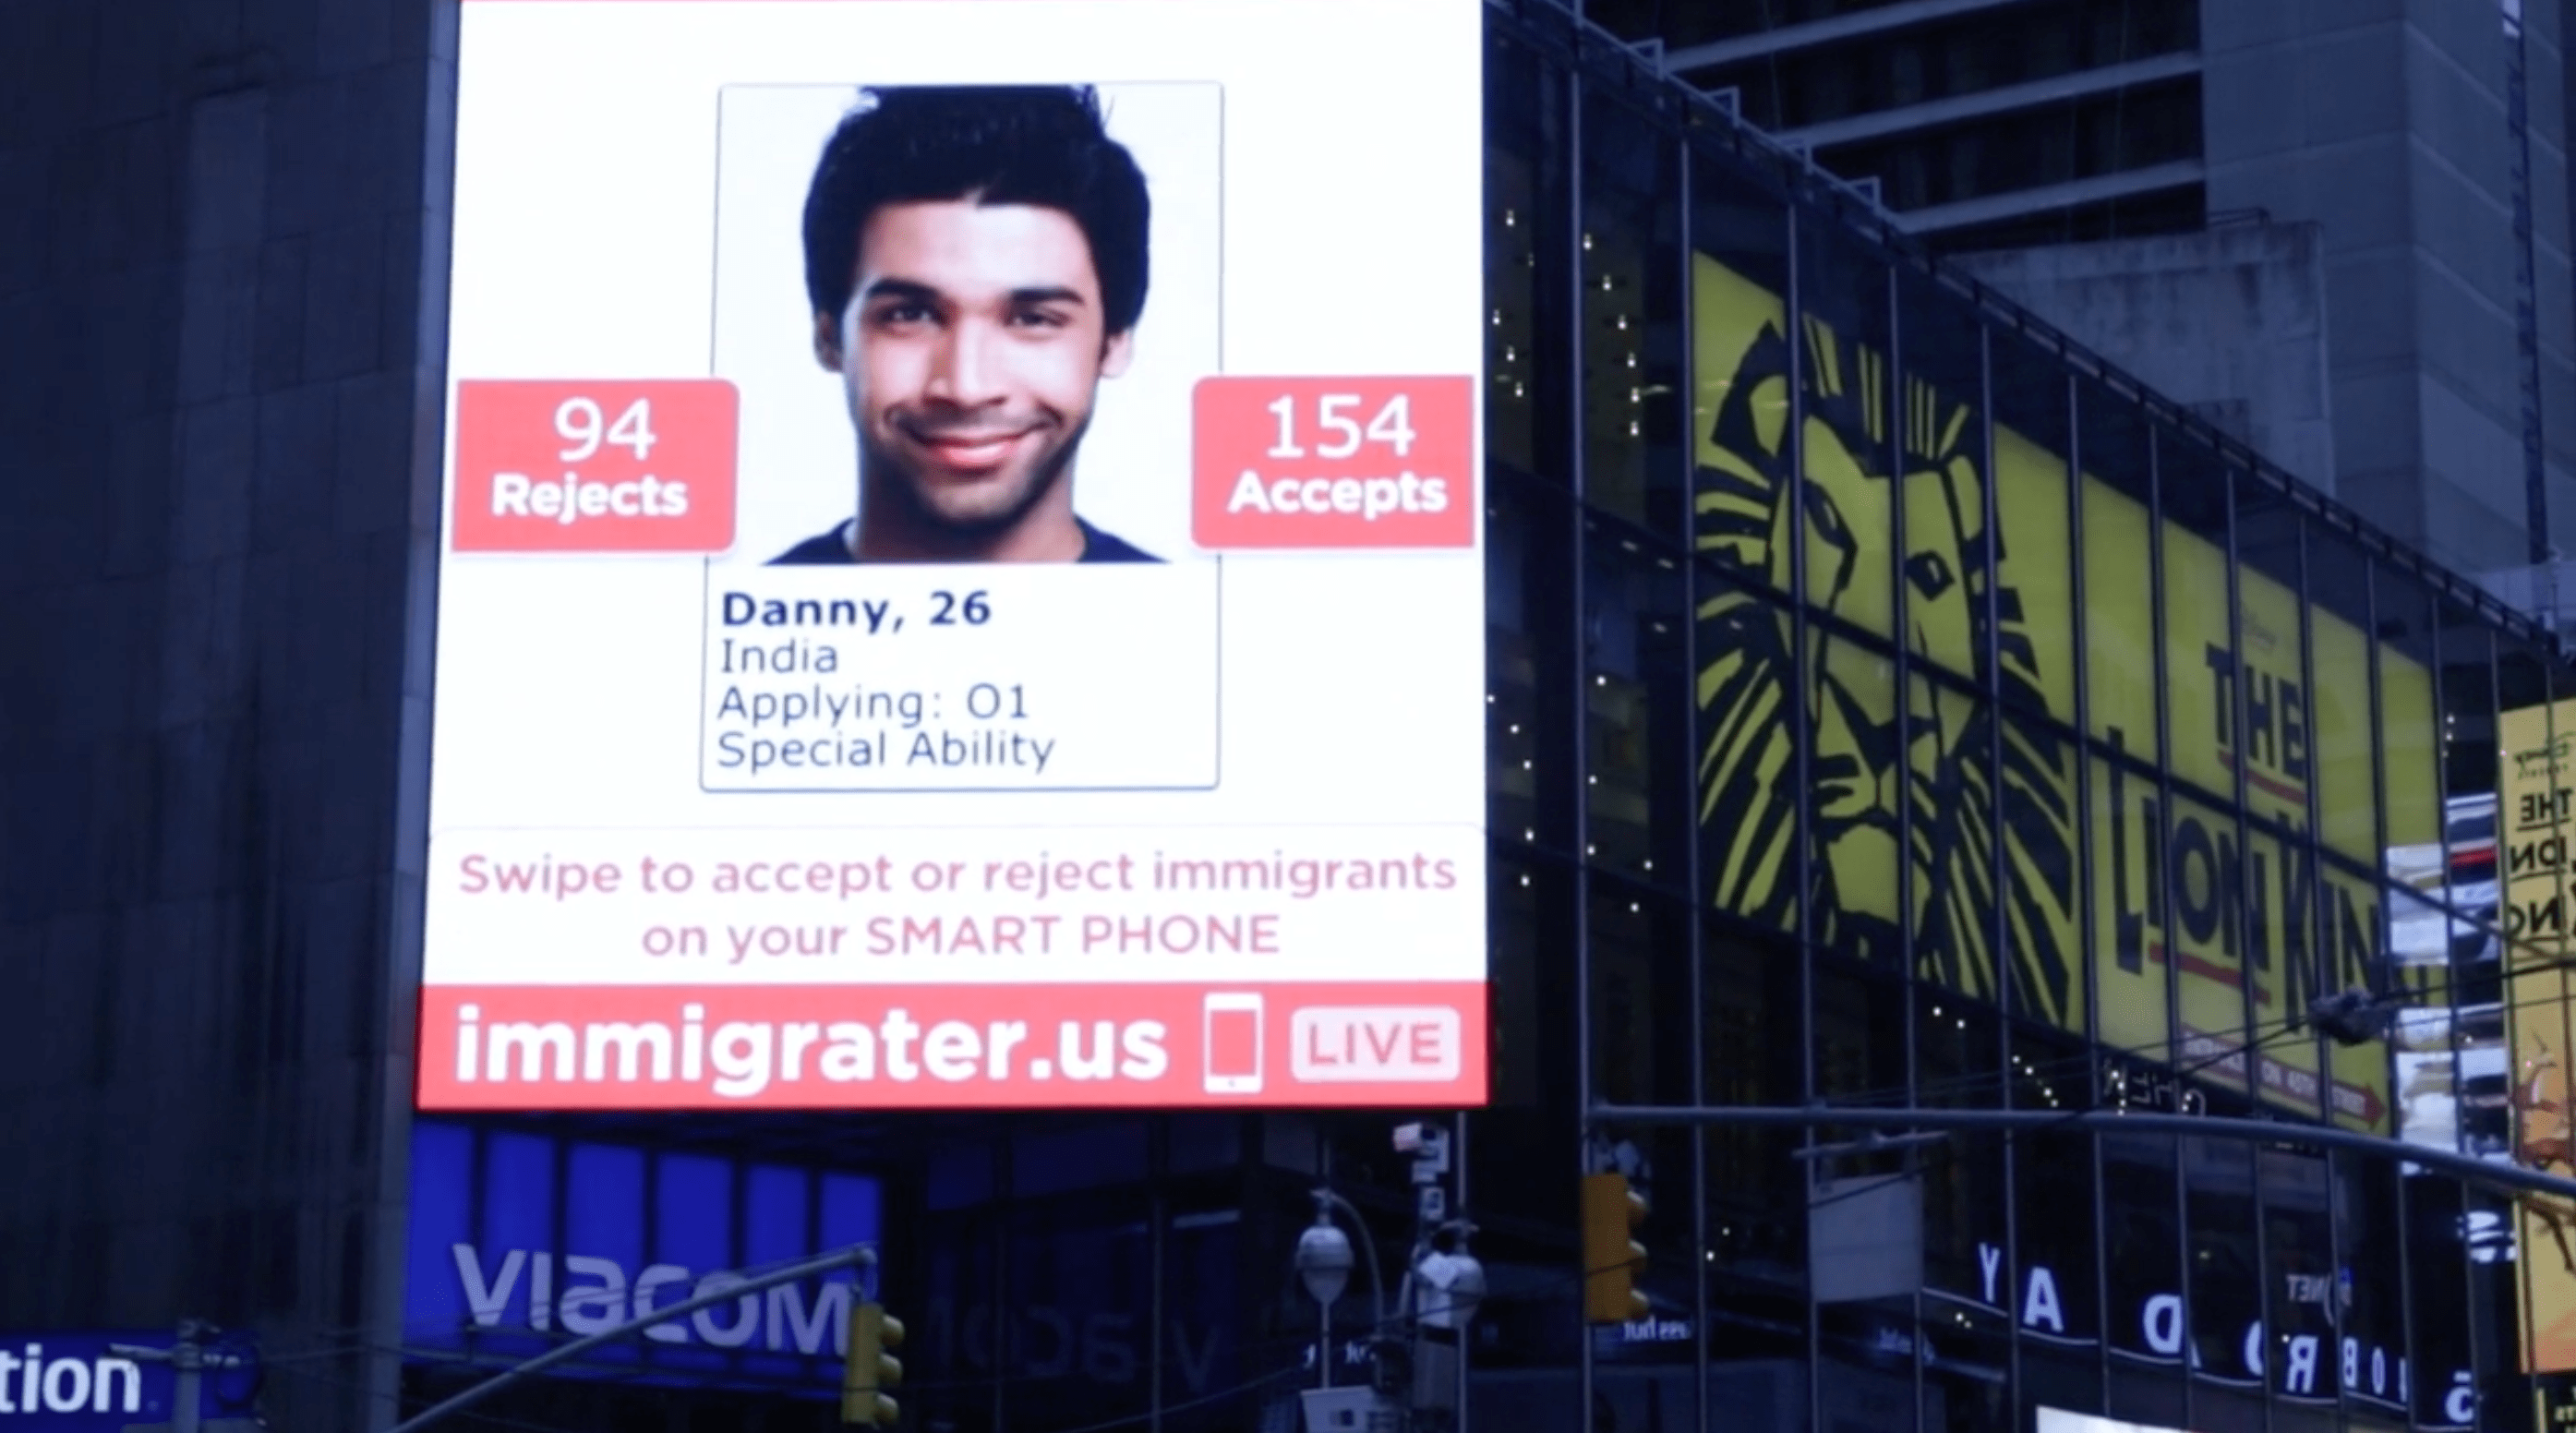 94
Rejects
154
Accepts
Danny, 26
India
Applying: O1
Special Ability
Swipe to accept or reject immigrants
on your SMART PHONE
immigrater.us LIVE
THE
LION KIN
VIACOM
tion